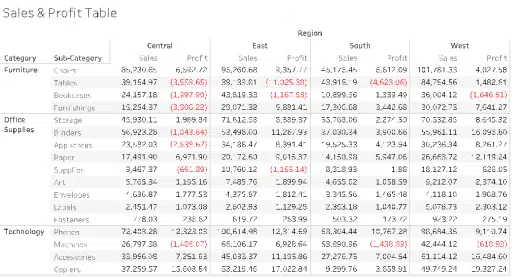 Sales & Profit Table
Region
Central East South West
Category Sub-Category Sales Profit Sales Profit Sales Profit Sales Profit
Furniture Chairs 85,230.65 6,592.72 96,260.68 9,357.77 45,176.45 6,612.09 101,781.33 4,027.58
Tables 39,154.97 (3,559.65) 39,139.81 (11,025.38) 43,916.19 (4,623.06) 84,754.56 1,482.61
Bookcases 24,157.18 (1,997.90) 43,819.33 (1,167.63) 10,899.36 1,339.49 36,004.12 (1,646.51)
Furnishings 15,254.37 (3,906.22) 29,071.38 5,881.41 17,306.68 3,442.68 30,072.73 7,641.27
Office Supplies Storage 45,930.11 1,969.84 71,612.58 8,389.37 35,768.06 2,274.30 70,532.85 8,645.32
Binders 56,923.28 (1,043.64) 53,498.00 11,267.93 37,030.34 3,900.66 55,961.11 16,096.80
Appliances 23,582.03 (2,638.62) 34,188.47 8,391.41 19,525.33 4,123.94 30,236.34 8,261.27
Paper 17,491.90 6,971.90 20,172.60 9,015.37 14,150.98 5,947.06 26,663.72 12,119.24
Supplies 9,467.37 (661.89) 10,760.12 (1,155.14) 8,318.93 1.88 18,127.12 626.05
Art 5,765.34 1,195.16 7,485.76 1,899.94 4,655.62 1,058.59 9,212.07 2,374.10
Envelopes 4,636.87 1,777.53 4,375.87 1,812.41 3,345.56 1,465.48 4,118.10 1,908.76
Labels 2,451.47 1,073.08 2,602.93 1,129.28 2,353.18 1,040.77 5,078.73 2,303.12
Fasteners 778.03 236.62 819.72 263.99 503.32 173.72 923.22 275.19
Technology Phones 72,403.28 12,323.03 100,614.98 12,314.69 58,304.44 10,767.28 98,684.35 9,110.74
Machines 26,797.38 (1,486.07) 66,106.17 6,928.64 53,890.96 (1,438.89) 42,444.12 (618.93)
Accessories 33,956.08 7,251.63 45,033.37 11,195.86 27,276.75 7,004.54 61,114.12 16,484.60
Copiers 37,259.57 15,608.84 53,219.46 17,022.84 9,299.76 3,658.91 49,749.24 19,327.24